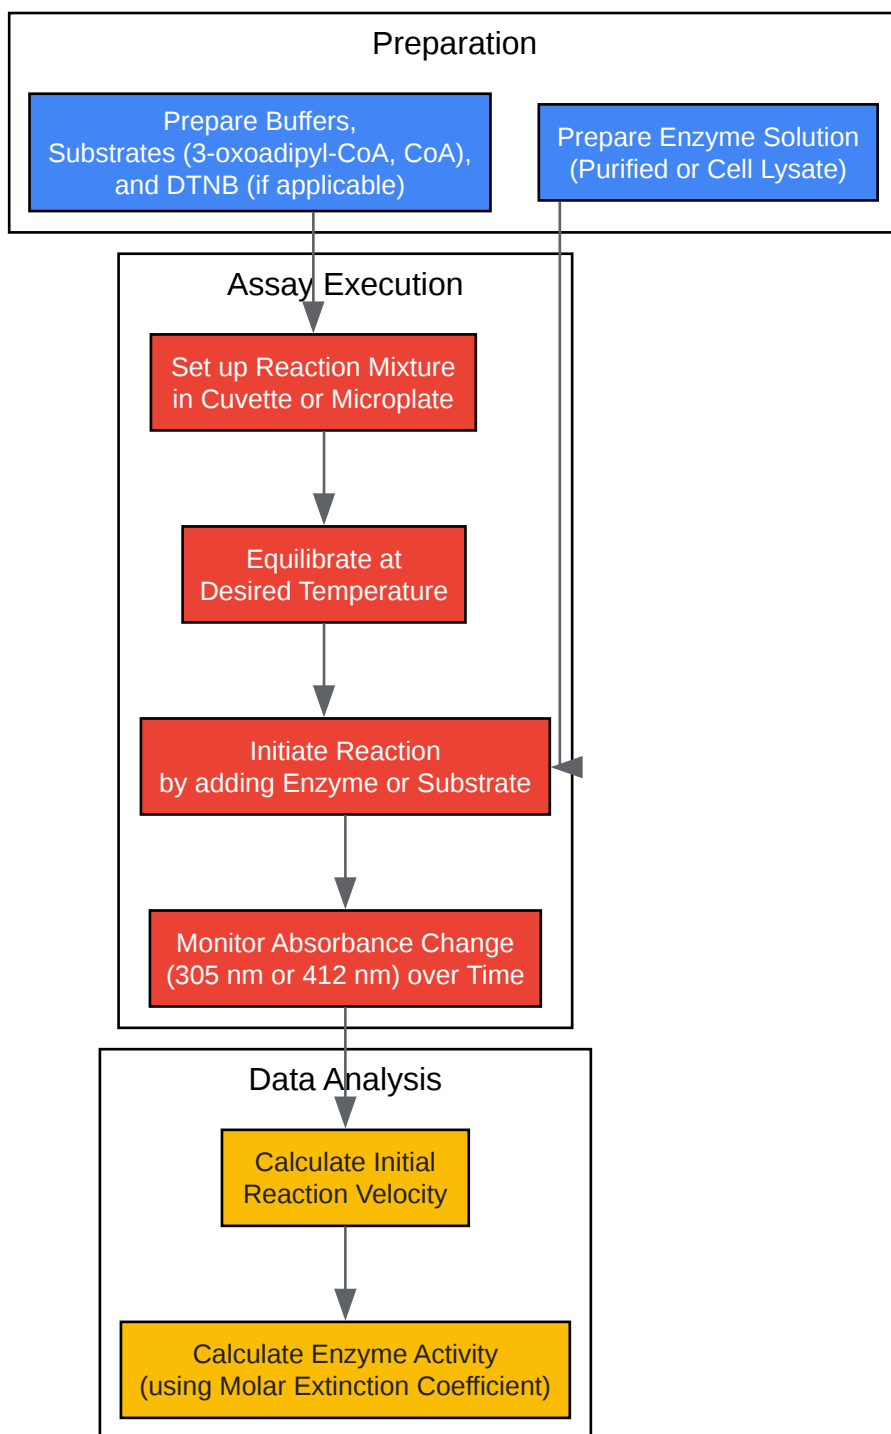 Preparation
Prepare Buffers,
Substrates (3-oxoadipyl-CoA, CoA),
and DTNB (if applicable)
Prepare Enzyme Solution
(Purified or Cell Lysate)
Assay Execution
Set up Reaction Mixture
in Cuvette or Microplate
Equilibrate at
Desired Temperature
Initiate Reaction
by adding Enzyme or Substrate
Monitor Absorbance Change
(305 nm or 412 nm) over Time
Data Analysis
Calculate Initial
Reaction Velocity
Calculate Enzyme Activity
(using Molar Extinction Coefficient)